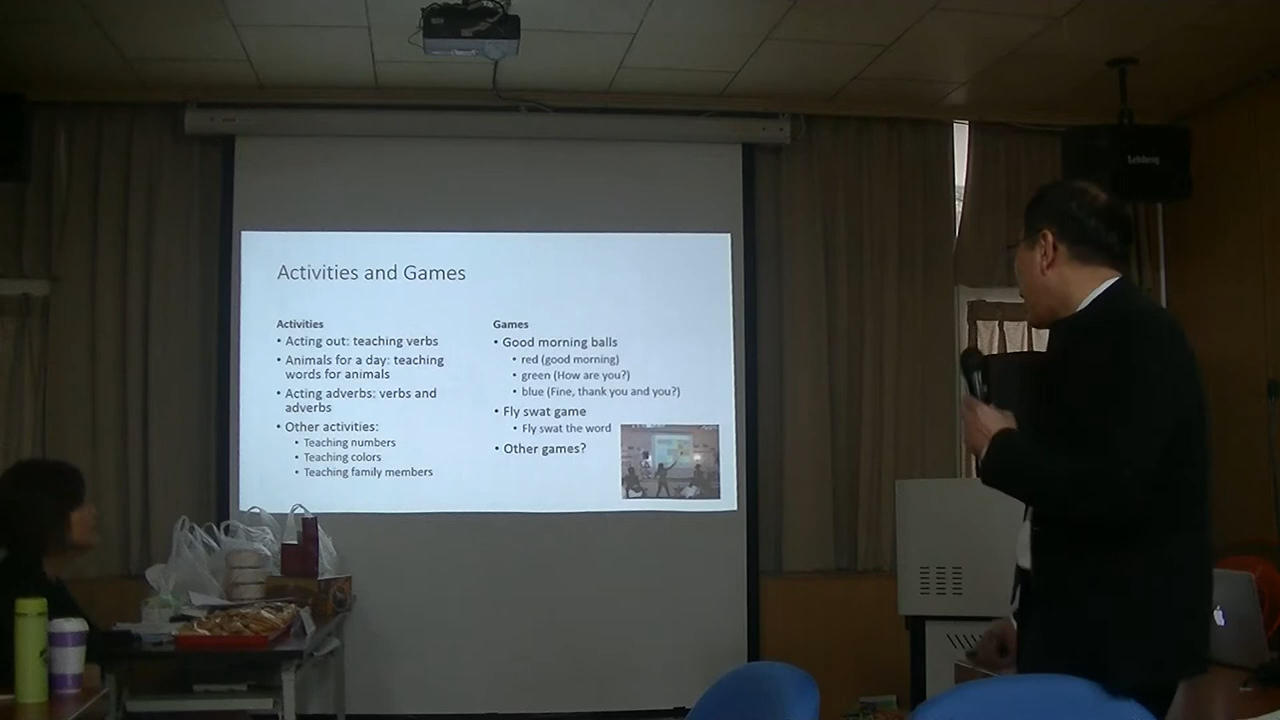 Activities and Games
Activities
• Acting out: teaching verbs
• Animals for a day: teaching
words for animals
• Acting adverbs: verbs and
adverbs
• Other activities:
• Teaching numbers
• Teaching colors
• Teaching family members
Games
• Good morning balls
• red (good morning)
• green (How are you?)
• blue (Fine, thank you and you?)
• Fly swat game
• Fly swat the word
• Other games?